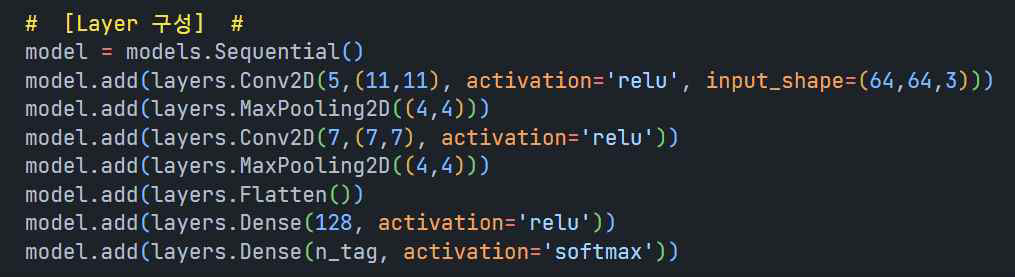 #  [Layer 구성]  #
model = models.Sequential()
model.add(layers.Conv2D(5,(11,11), activation='relu', input_shape=(64,64,3)))
model.add(layers.MaxPooling2D((4,4)))
model.add(layers.Conv2D(7,(7,7), activation='relu'))
model.add(layers.MaxPooling2D((4,4)))
model.add(layers.Flatten())
model.add(layers.Dense(128, activation='relu'))
model.add(layers.Dense(n_tag, activation='softmax'))